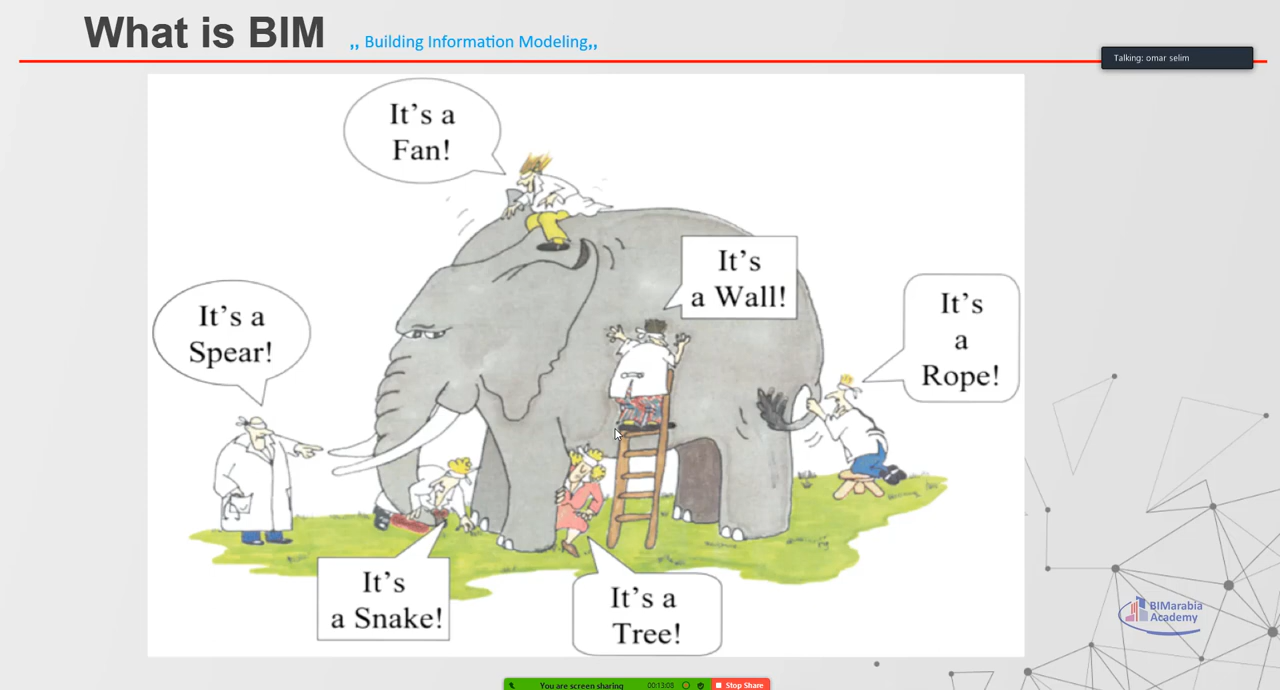 What is BIM
,, Building Information Modeling,,
Talking: omar selim
It's a
Fan!
It's
a Wall!
It's
a
Rope!
It's a
Spear!
It's
a Snake!
It's a
Tree!
BIMarabia
Academy
You are screen sharing
00:13:08
Stop Share